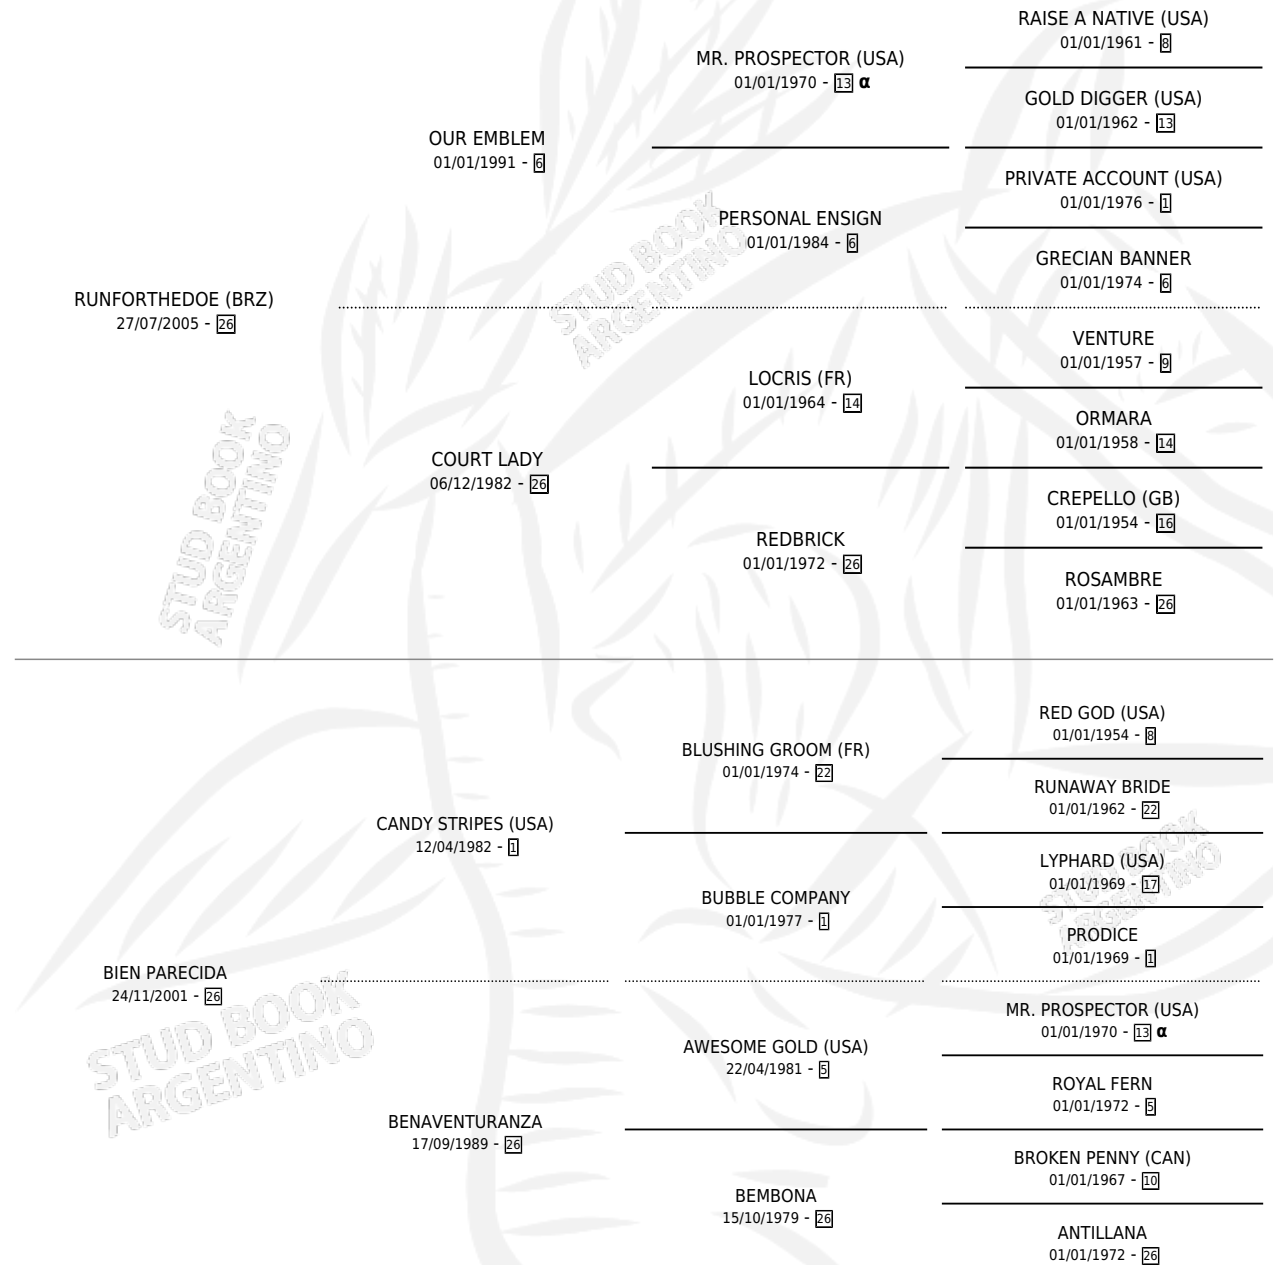 RAISE A NATIVE (USA)
01/01/1961 - 8
MR. PROSPECTOR (USA)
01/01/1970 - 13 α
GOLD DIGGER (USA)
01/01/1962 - 13
OUR EMBLEM
01/01/1991 - 6
PRIVATE ACCOUNT (USA)
01/01/1976 - 1
PERSONAL ENSIGN
01/01/1984 - 6
GRECIAN BANNER
01/01/1974 - 6
STUD BOOK
ARGENTINO
RUNFORTHEDOE (BRZ)
27/07/2005 - 26
VENTURE
01/01/1957 - 9
LOCRIS (FR)
01/01/1964 - 14
ORMARA
01/01/1958 - 14
COURT LADY
06/12/1982 - 26
CREPELLO (GB)
01/01/1954 - 16
REDBRICK
01/01/1972 - 26
ROSAMBRE
01/01/1963 - 26
STUD BOOK
ARGENTINO
RED GOD (USA)
01/01/1954 - 8
BLUSHING GROOM (FR)
01/01/1974 - 22
RUNAWAY BRIDE
01/01/1962 - 22
CANDY STRIPES (USA)
12/04/1982 - 1
LYPHARD (USA)
01/01/1969 - 17
BUBBLE COMPANY
01/01/1977 - 1
PRODICE
01/01/1969 - 1
STUD BOOK
ARGENTINO
BIEN PARECIDA
24/11/2001 - 26
MR. PROSPECTOR (USA)
01/01/1970 - 13 α
AWESOME GOLD (USA)
22/04/1981 - 5
ROYAL FERN
01/01/1972 - 5
STUD BOOK
ARGENTINO
BENAVENTURANZA
17/09/1989 - 26
BROKEN PENNY (CAN)
01/01/1967 - 10
BEMBONA
15/10/1979 - 26
ANTILLANA
01/01/1972 - 26